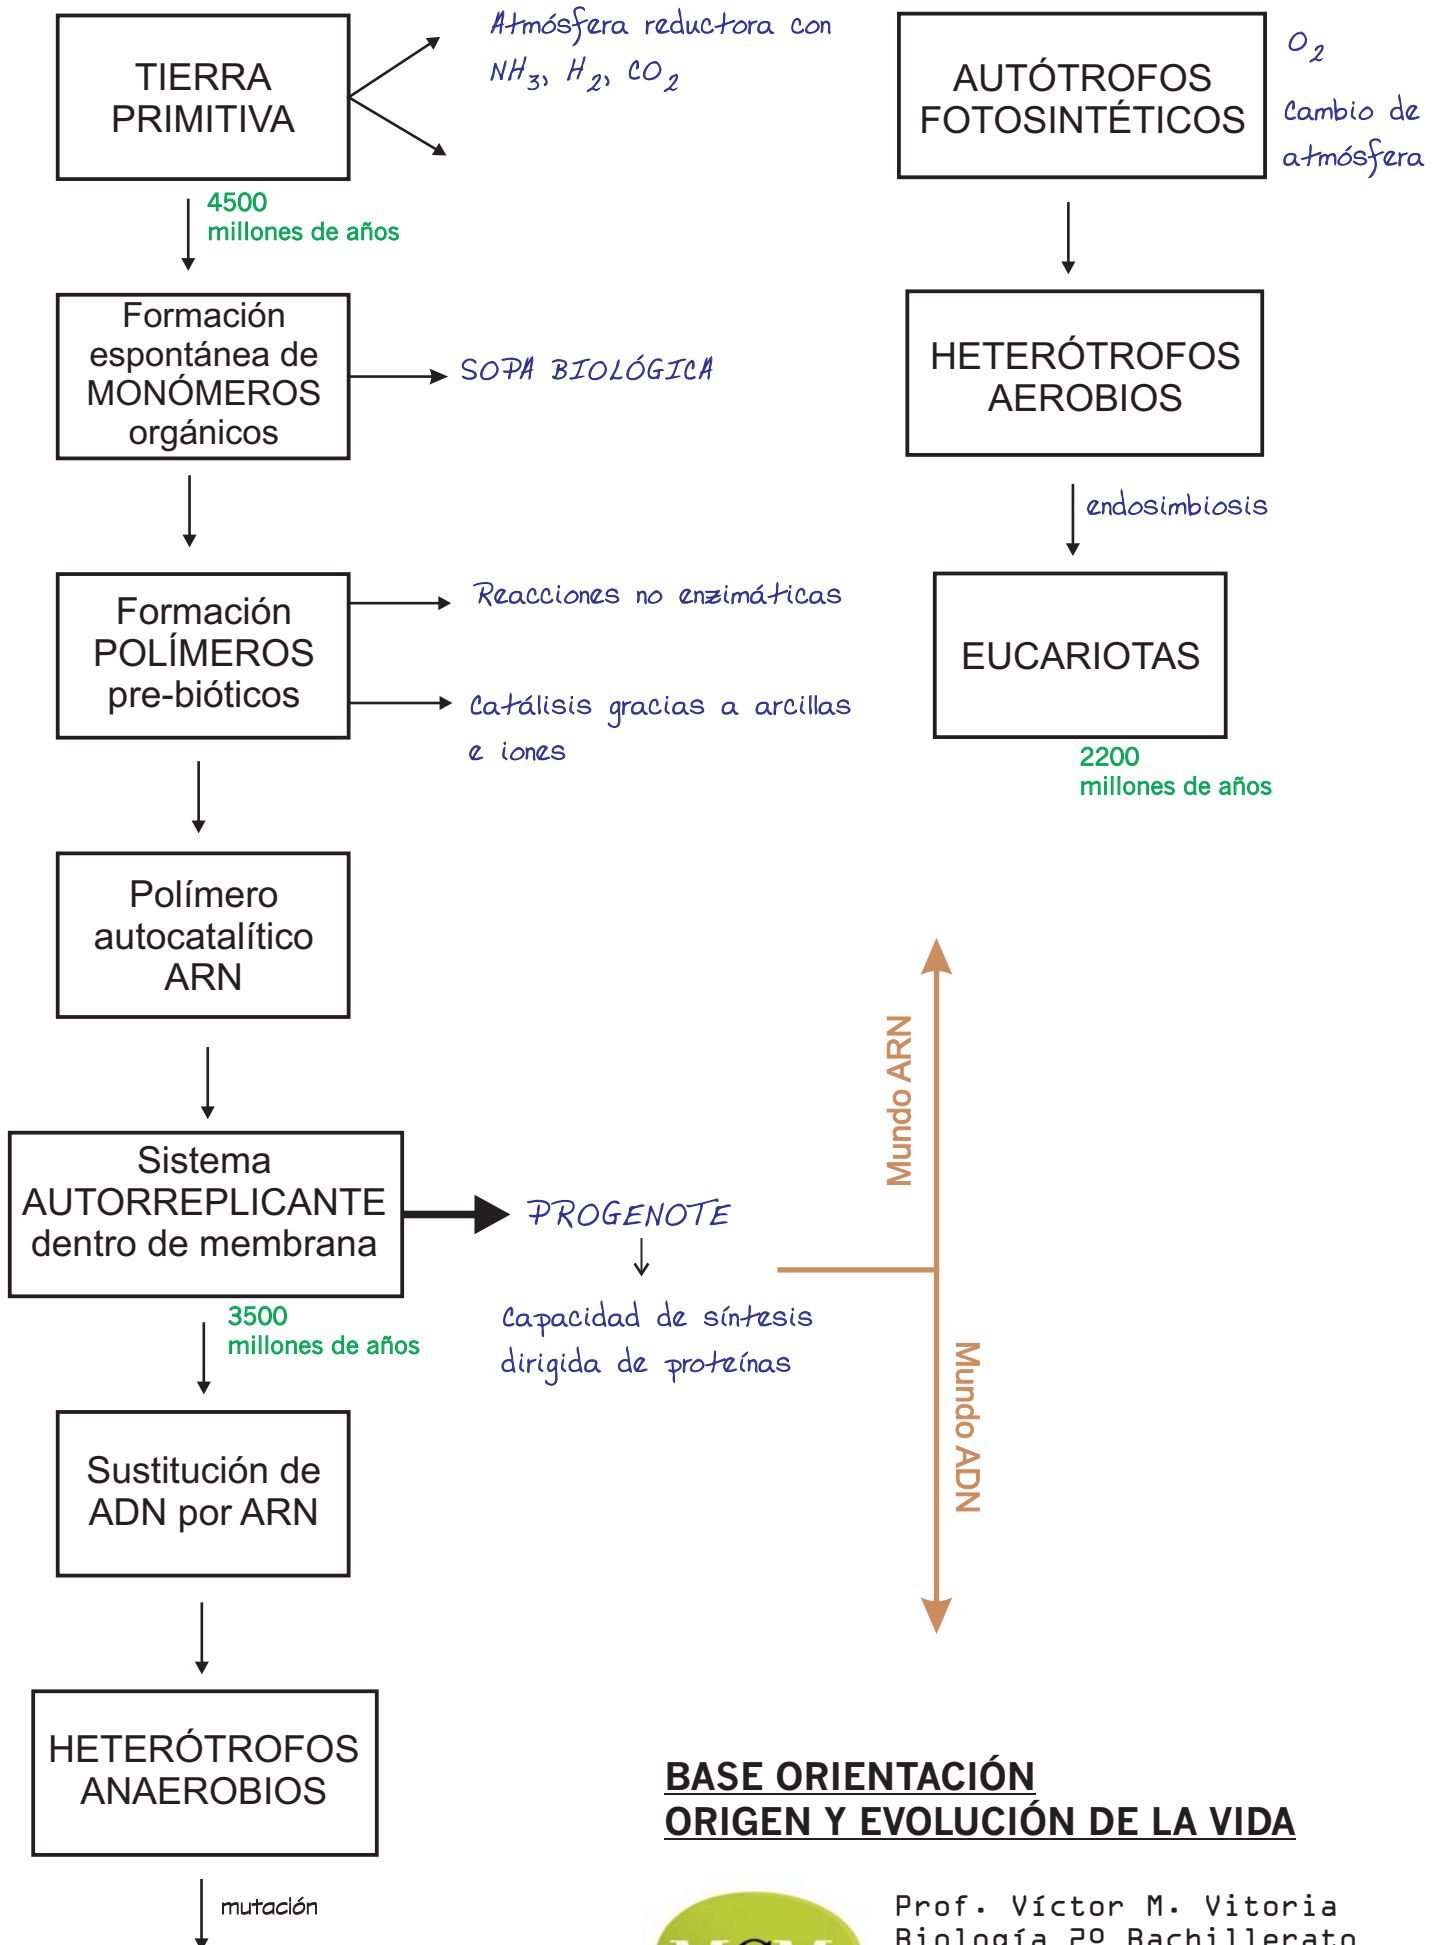 TIERRA
PRIMITIVA
Atmósfera reductora con
NH3, H2, CO2
4500
millones de años
Formación
espontánea de
MONÓMEROS
orgánicos
SOPA BIOLÓGICA
Formación
POLÍMEROS
pre-bióticos
Reacciones no enzimáticas
Catálisis gracias a arcillas
e iones
Polímero
autocatalítico
ARN
Sistema
AUTORREPLICANTE
dentro de membrana
PROGENOTE
Capacidad de síntesis
dirigida de proteínas
3500
millones de años
Sustitución de
ADN por ARN
HETERÓTROFOS
ANAEROBIOS
mutación
AUTÓTROFOS
FOTOSINTÉTICOS
O2
Cambio de
atmósfera
HETERÓTROFOS
AEROBIOS
endosimbiosis
EUCARIOTAS
2200
millones de años
Mundo ARN
Mundo ADN
BASE ORIENTACIÓN
ORIGEN Y EVOLUCIÓN DE LA VIDA
Prof. Víctor M. Vitoria
Biología 2º Bachillerato